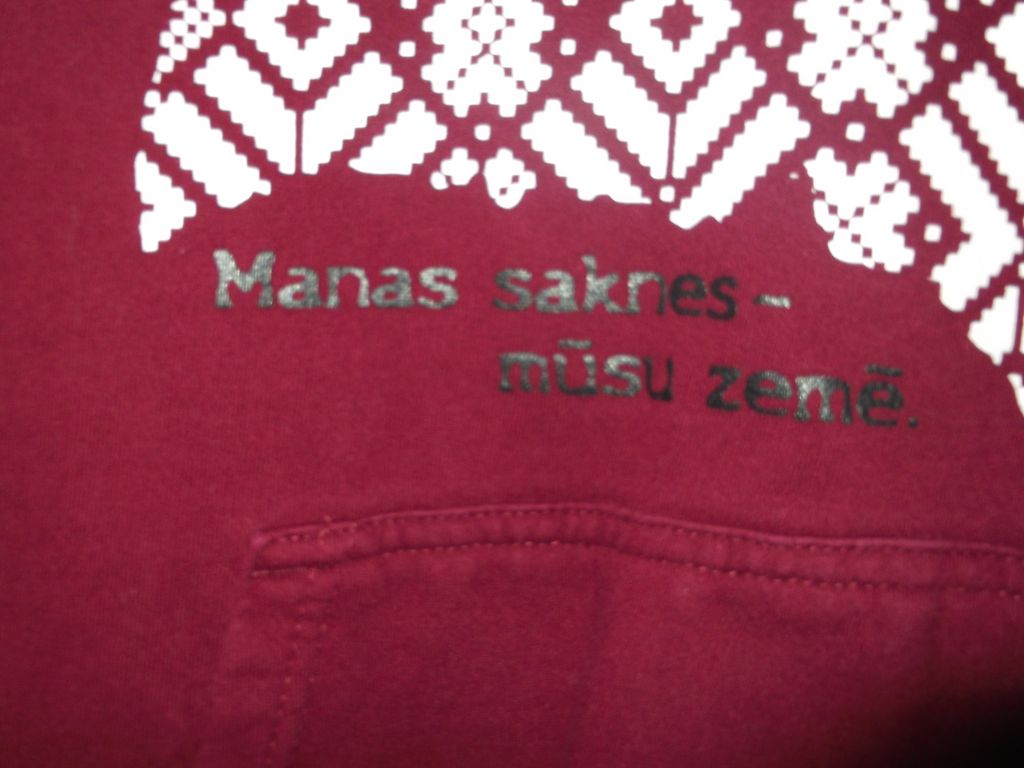 Manas saknes –
mūsu zemē.